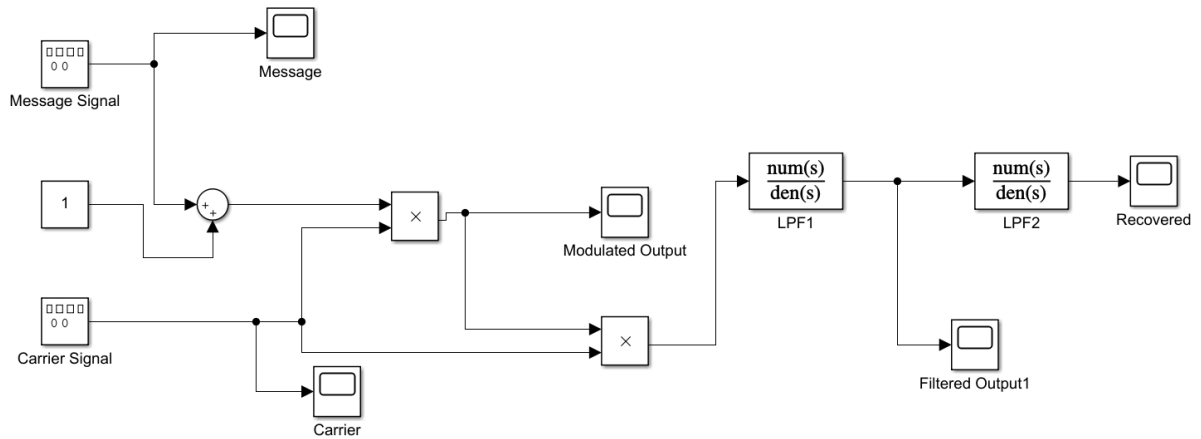 Message
Message Signal
1
+
+
×
Modulated Output
num(s)
den(s)
LPF1
num(s)
den(s)
LPF2
Recovered
Carrier Signal
×
Filtered Output1
Carrier